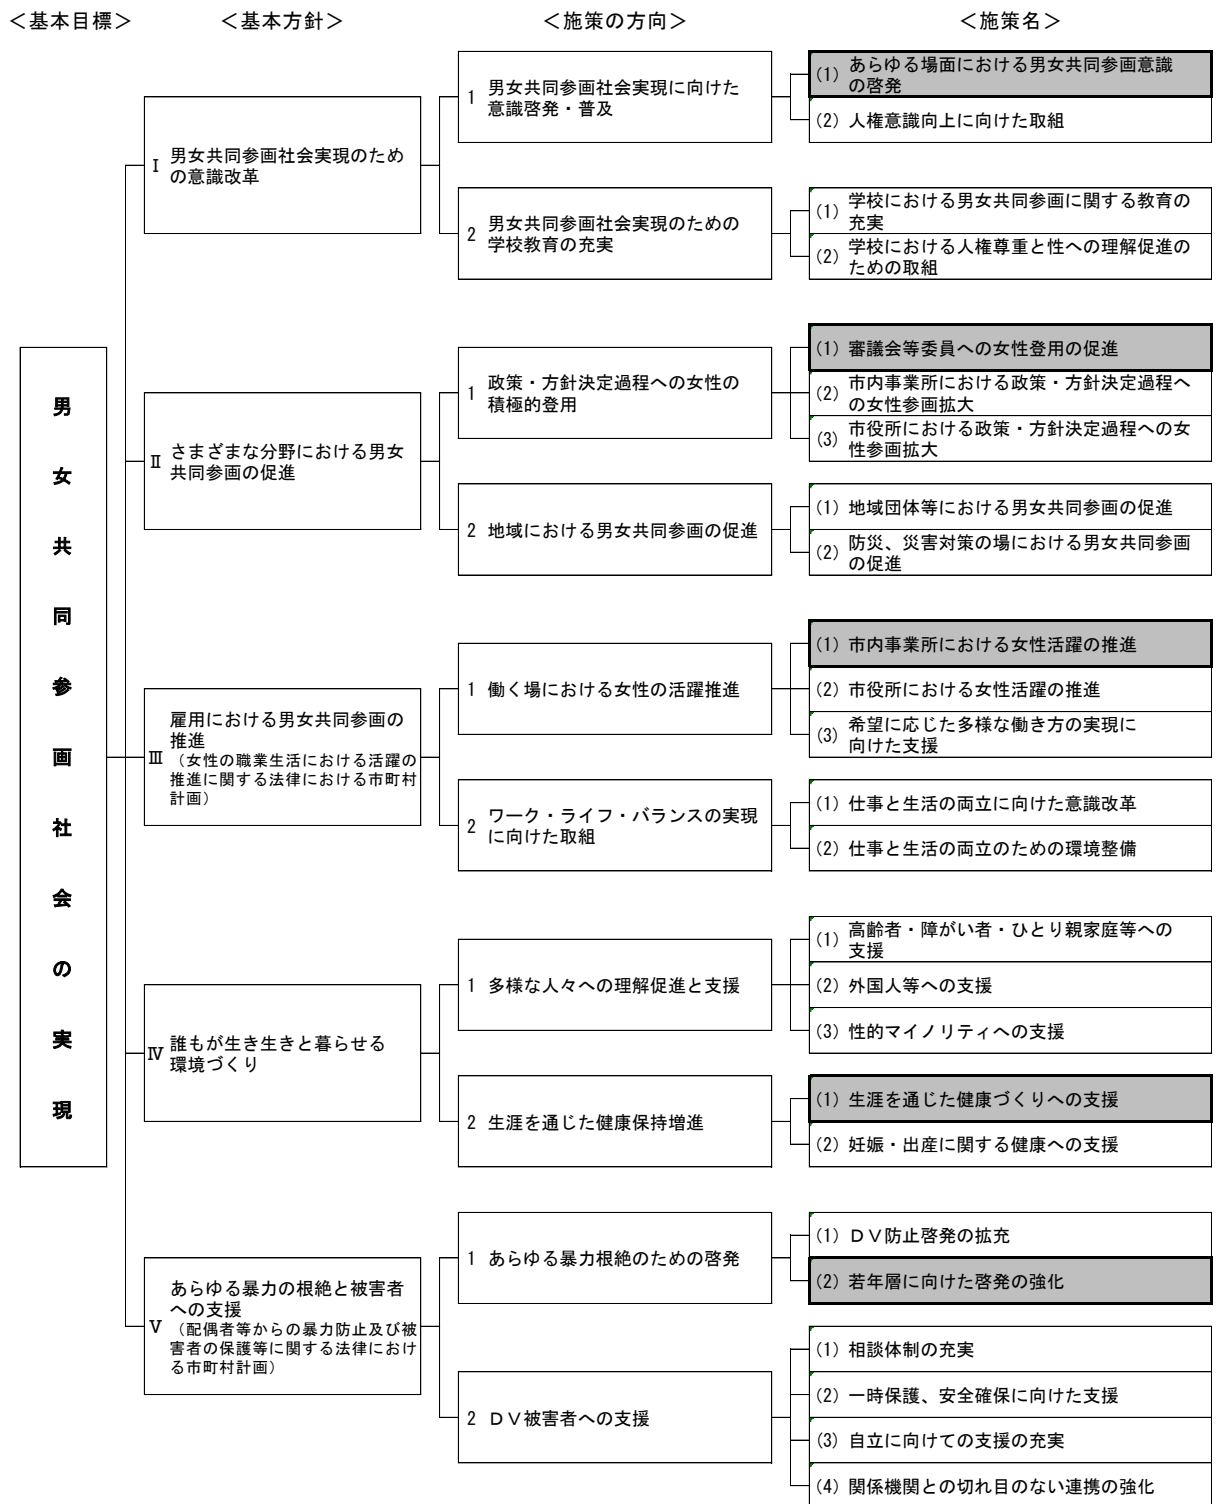 ＜基本目標＞ ＜基本方針＞ ＜施策の方向＞ ＜施策名＞
男女共同参画社会の実現
Ⅰ 男女共同参画社会実現のため
の意識改革
1 男女共同参画社会実現に向けた
意識啓発・普及
(1) あらゆる場面における男女共同参画意識
の啓発
(2) 人権意識向上に向けた取組
2 男女共同参画社会実現のための
学校教育の充実
(1) 学校における男女共同参画に関する教育の
充実
(2) 学校における人権尊重と性への理解促進の
ための取組
Ⅱ さまざまな分野における男女
共同参画の促進
1 政策・方針決定過程への女性の
積極的登用
(1) 審議会等委員への女性登用の促進
(2) 市内事業所における政策・方針決定過程へ
の女性参画拡大
(3) 市役所における政策・方針決定過程への女
性参画拡大
2 地域における男女共同参画の促進
(1) 地域団体等における男女共同参画の促進
(2) 防災、災害対策の場における男女共同参画
の促進
Ⅲ 雇用における男女共同参画の
推進
（女性の職業生活における活躍の
推進に関する法律における市町村
計画）
1 働く場における女性の活躍推進
(1) 市内事業所における女性活躍の推進
(2) 市役所における女性活躍の推進
(3) 希望に応じた多様な働き方の実現に
向けた支援
2 ワーク・ライフ・バランスの実現
に向けた取組
(1) 仕事と生活の両立に向けた意識改革
(2) 仕事と生活の両立のための環境整備
Ⅳ 誰もが生き生きと暮らせる
環境づくり
1 多様な人々への理解促進と支援
(1) 高齢者・障がい者・ひとり親家庭等への
支援
(2) 外国人等への支援
(3) 性的マイノリティへの支援
2 生涯を通じた健康保持増進
(1) 生涯を通じた健康づくりへの支援
(2) 妊娠・出産に関する健康への支援
Ⅴ あらゆる暴力の根絶と被害者
への支援
（配偶者等からの暴力防止及び被
害者の保護等に関する法律におけ
る市町村計画）
1 あらゆる暴力根絶のための啓発
(1) ＤＶ防止啓発の拡充
(2) 若年層に向けた啓発の強化
2 ＤＶ被害者への支援
(1) 相談体制の充実
(2) 一時保護、安全確保に向けた支援
(3) 自立に向けての支援の充実
(4) 関係機関との切れ目のない連携の強化